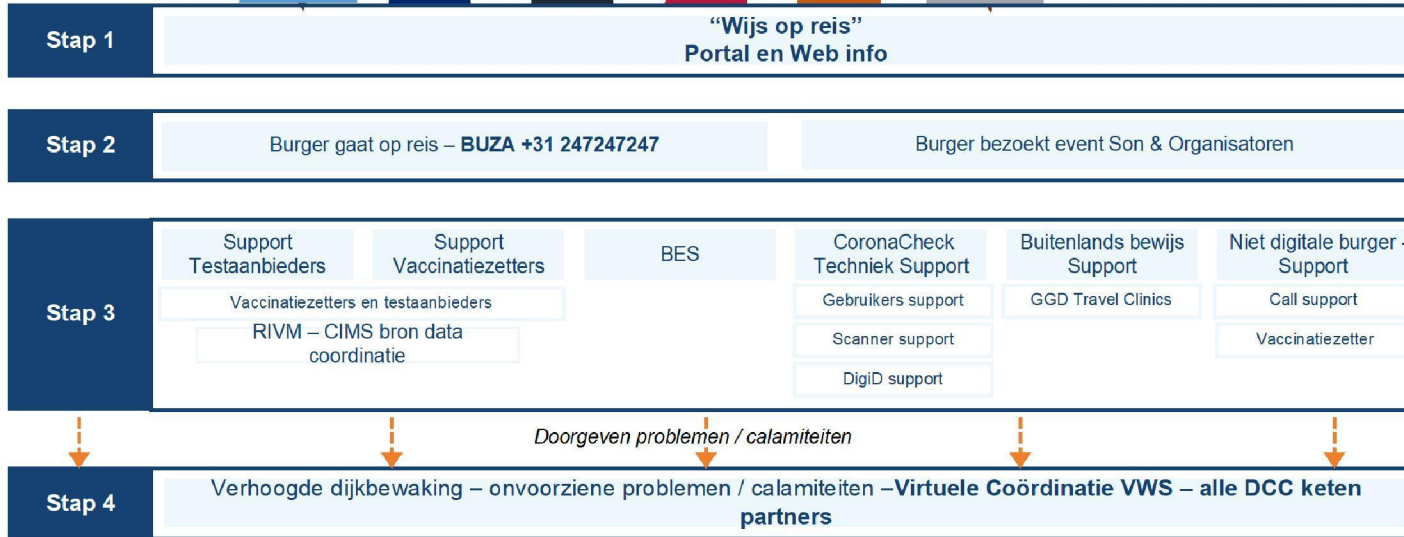 Stap 1
“Wijs op reis”
Portal en Web info
Stap 2
Burger gaat op reis – BUZA +31 247247247
Burger bezoekt event Son & Organisatoren
Stap 3
Support
Testaanbieders
Support
Vaccinatiezetters
BES
CoronaCheck
Techniek Support
Buitenlands bewijs
Support
Niet digitale burger -
Support
Vaccinatiezetters en testaanbieders
RIVM – CIMS bron data
coordinatie
Gebruikers support
Scanner support
DigiD support
GGD Travel Clinics
Call support
Vaccinatiezetter
Doorgeven problemen / calamiteiten
Stap 4
Verhoogde dijkbewaking – onvoorziene problemen / calamiteiten –Virtuele Coördinatie VWS – alle DCC keten
partners